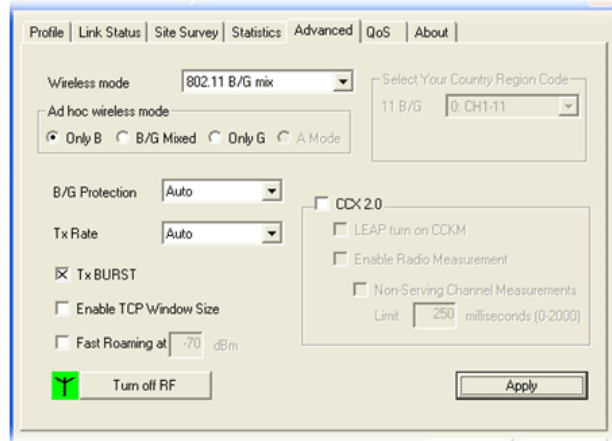 Profile Link Status Site Survey Statistics Advanced QoS About
Wireless mode 802.11 B/G mix
Select Your Country Region Code
11 B/G 0: CH1-11
Ad hoc wireless mode
Only B B/G Mixed Only G A Mode
B/G Protection Auto
CCX 2.0
Tx Rate Auto
LEAP turn on CCKM
Enable Radio Measurement
Tx BURST
Non-Serving Channel Measurements
Enable TCP Window Size
Limit 250 milliseconds (0-2000)
Fast Roaming at -70 dBm
Turn off RF
Apply